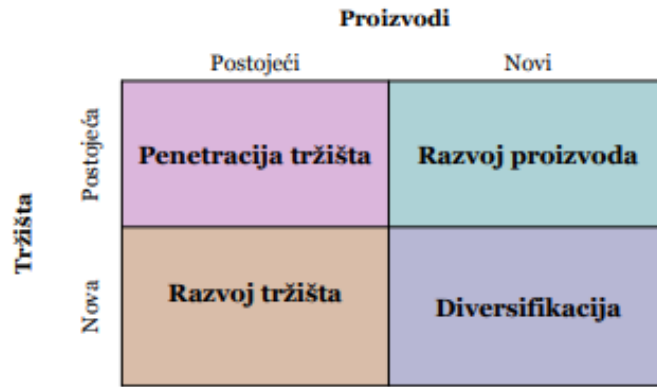 Proizvodi
Postojeći Novi
Tržišta
Postojeća
Penetracija tržišta Razvoj proizvoda
Nova
Razvoj tržišta Diversifikacija